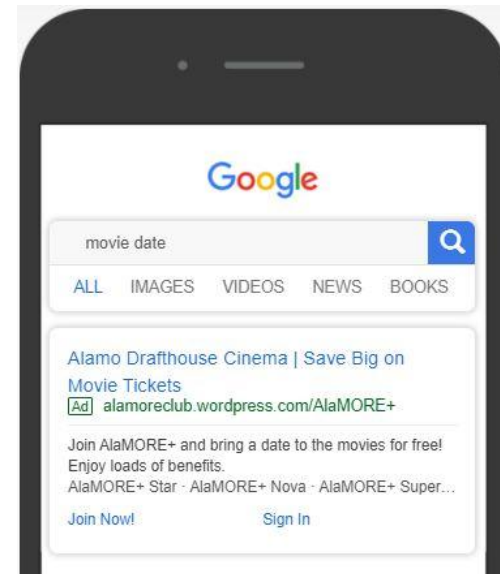 Google
movie date
ALL IMAGES VIDEOS NEWS BOOKS
Alamo Drafthouse Cinema | Save Big on
Movie Tickets
Ad alamoreclub.wordpress.com/AlaMORE+
Join AlaMORE+ and bring a date to the movies for free!
Enjoy loads of benefits.
AlaMORE+ Star · AlaMORE+ Nova · AlaMORE+ Super...
Join Now! Sign In